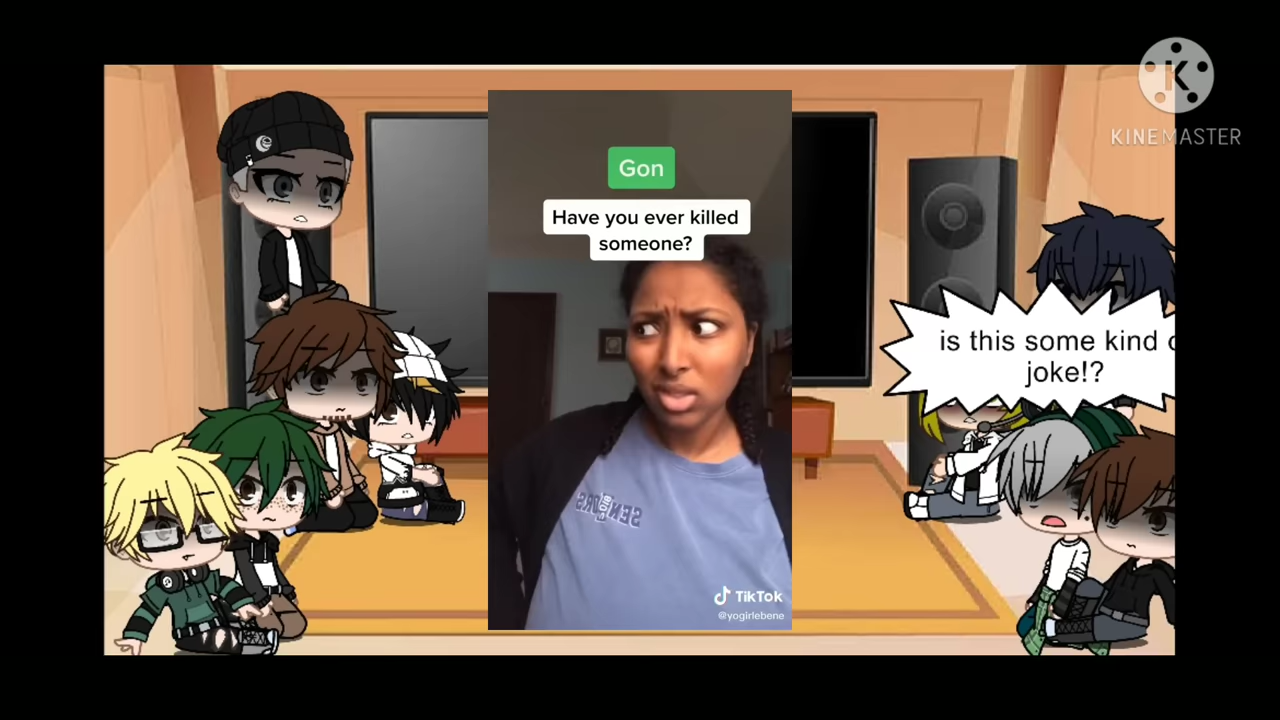 KINEMASTER
Gon
Have you ever killed
someone?
is this some kind
joke!?
TikTok
@yogirlebene